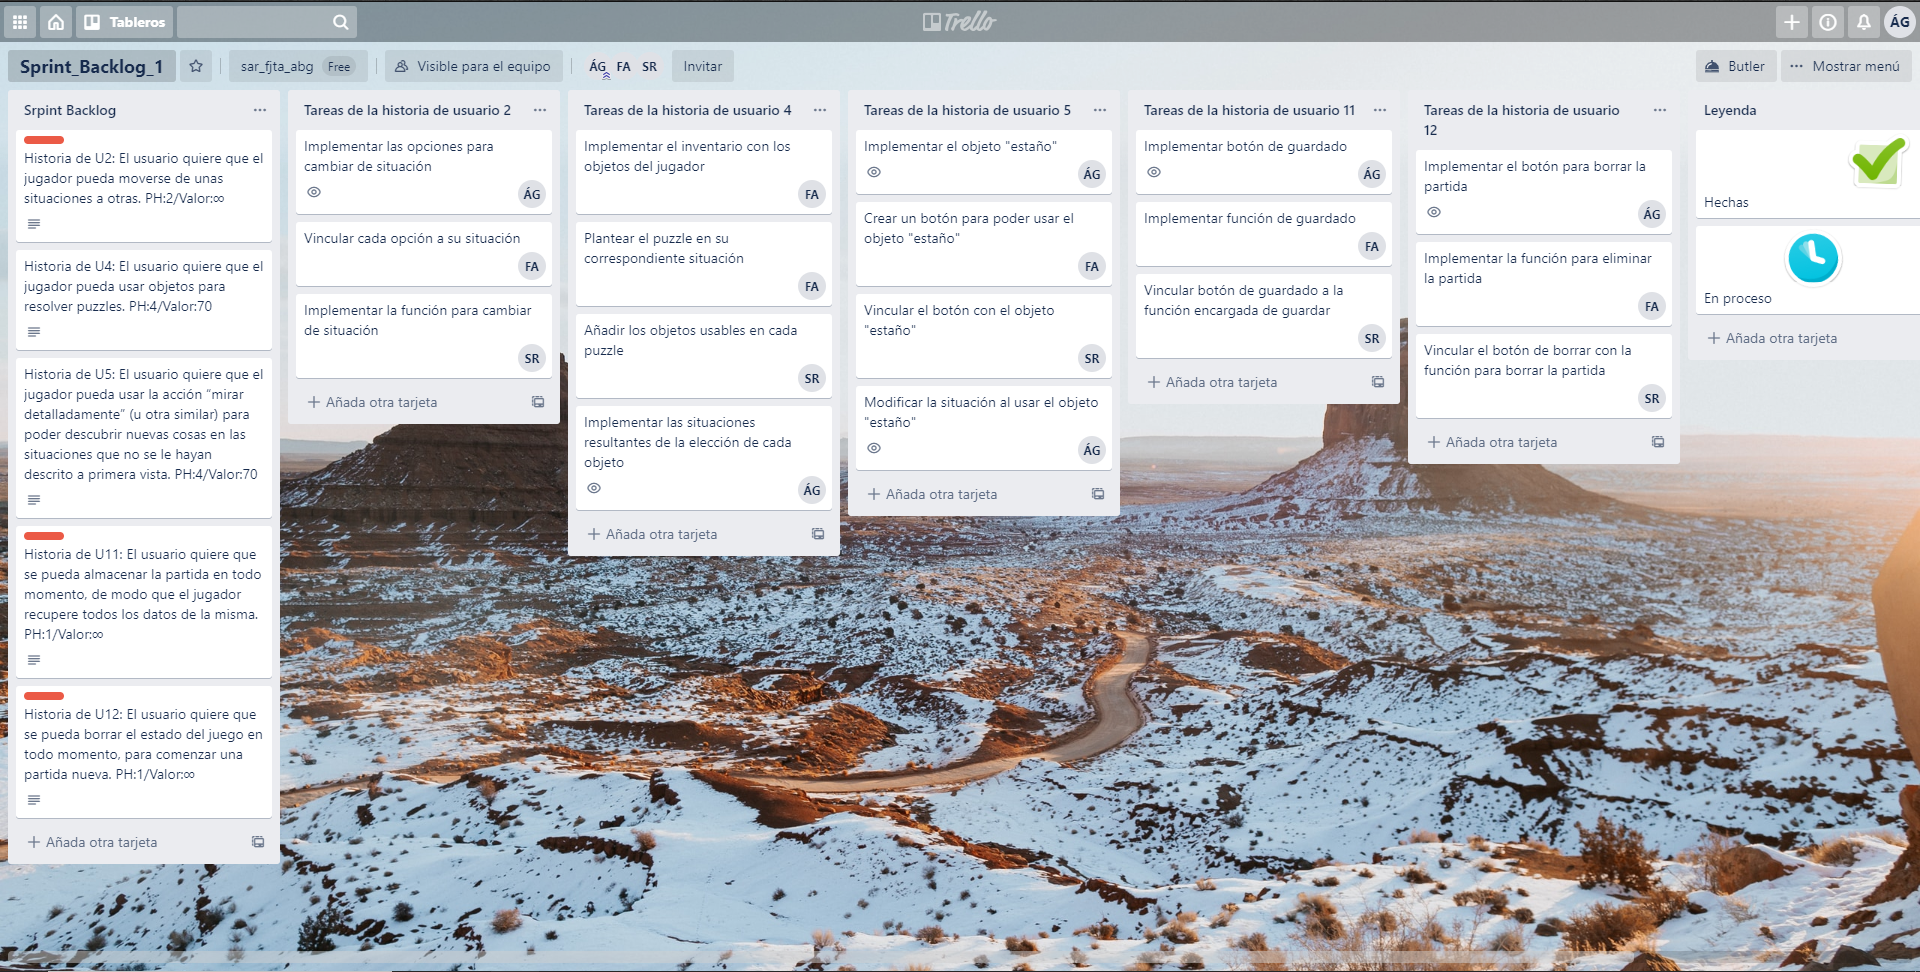 Tableros
Trello
ÁG
Sprint_Backlog_1
sar_fjta_abg Free
Visible para el equipo
ÁG FA SR
Invitar
Butler
Mostrar menú
Srpint Backlog
Historia de U2: El usuario quiere que el
jugador pueda moverse de unas
situaciones a otras. PH:2/Valor:∞
Historia de U4: El usuario quiere que el
jugador pueda usar objetos para
resolver puzzles. PH:4/Valor:70
Historia de U5: El usuario quiere que el
jugador pueda usar la acción “mirar
detalladamente” (u otra similar) para
poder descubrir nuevas cosas en las
situaciones que no se le hayan
descrito a primera vista. PH:4/Valor:70
Historia de U11: El usuario quiere que
se pueda almacenar la partida en todo
momento, de modo que el jugador
recupere todos los datos de la misma.
PH:1/Valor:∞
Historia de U12: El usuario quiere que
se pueda borrar el estado del juego en
todo momento, para comenzar una
partida nueva. PH:1/Valor:∞
Añada otra tarjeta
Tareas de la historia de usuario 2
Implementar las opciones para
cambiar de situación
ÁG
Vincular cada opción a su situación
FA
Implementar la función para cambiar
de situación
SR
Añada otra tarjeta
Tareas de la historia de usuario 4
Implementar el inventario con los
objetos del jugador
FA
Plantear el puzzle en su
correspondiente situación
FA
Añadir los objetos usables en cada
puzzle
SR
Implementar las situaciones
resultantes de la elección de cada
objeto
ÁG
Añada otra tarjeta
Tareas de la historia de usuario 5
Implementar el objeto "estaño"
ÁG
Crear un botón para poder usar el
objeto "estaño"
FA
Vincular el botón con el objeto
"estaño"
SR
Modificar la situación al usar el objeto
"estaño"
ÁG
Añada otra tarjeta
Tareas de la historia de usuario 11
Implementar botón de guardado
ÁG
Implementar función de guardado
FA
Vincular botón de guardado a la
función encargada de guardar
SR
Añada otra tarjeta
Tareas de la historia de usuario
12
Implementar el botón para borrar la
partida
ÁG
Implementar la función para eliminar
la partida
FA
Vincular el botón de borrar con la
función para borrar la partida
SR
Añada otra tarjeta
Leyenda
Hechas
En proceso
Añada otra tarjeta